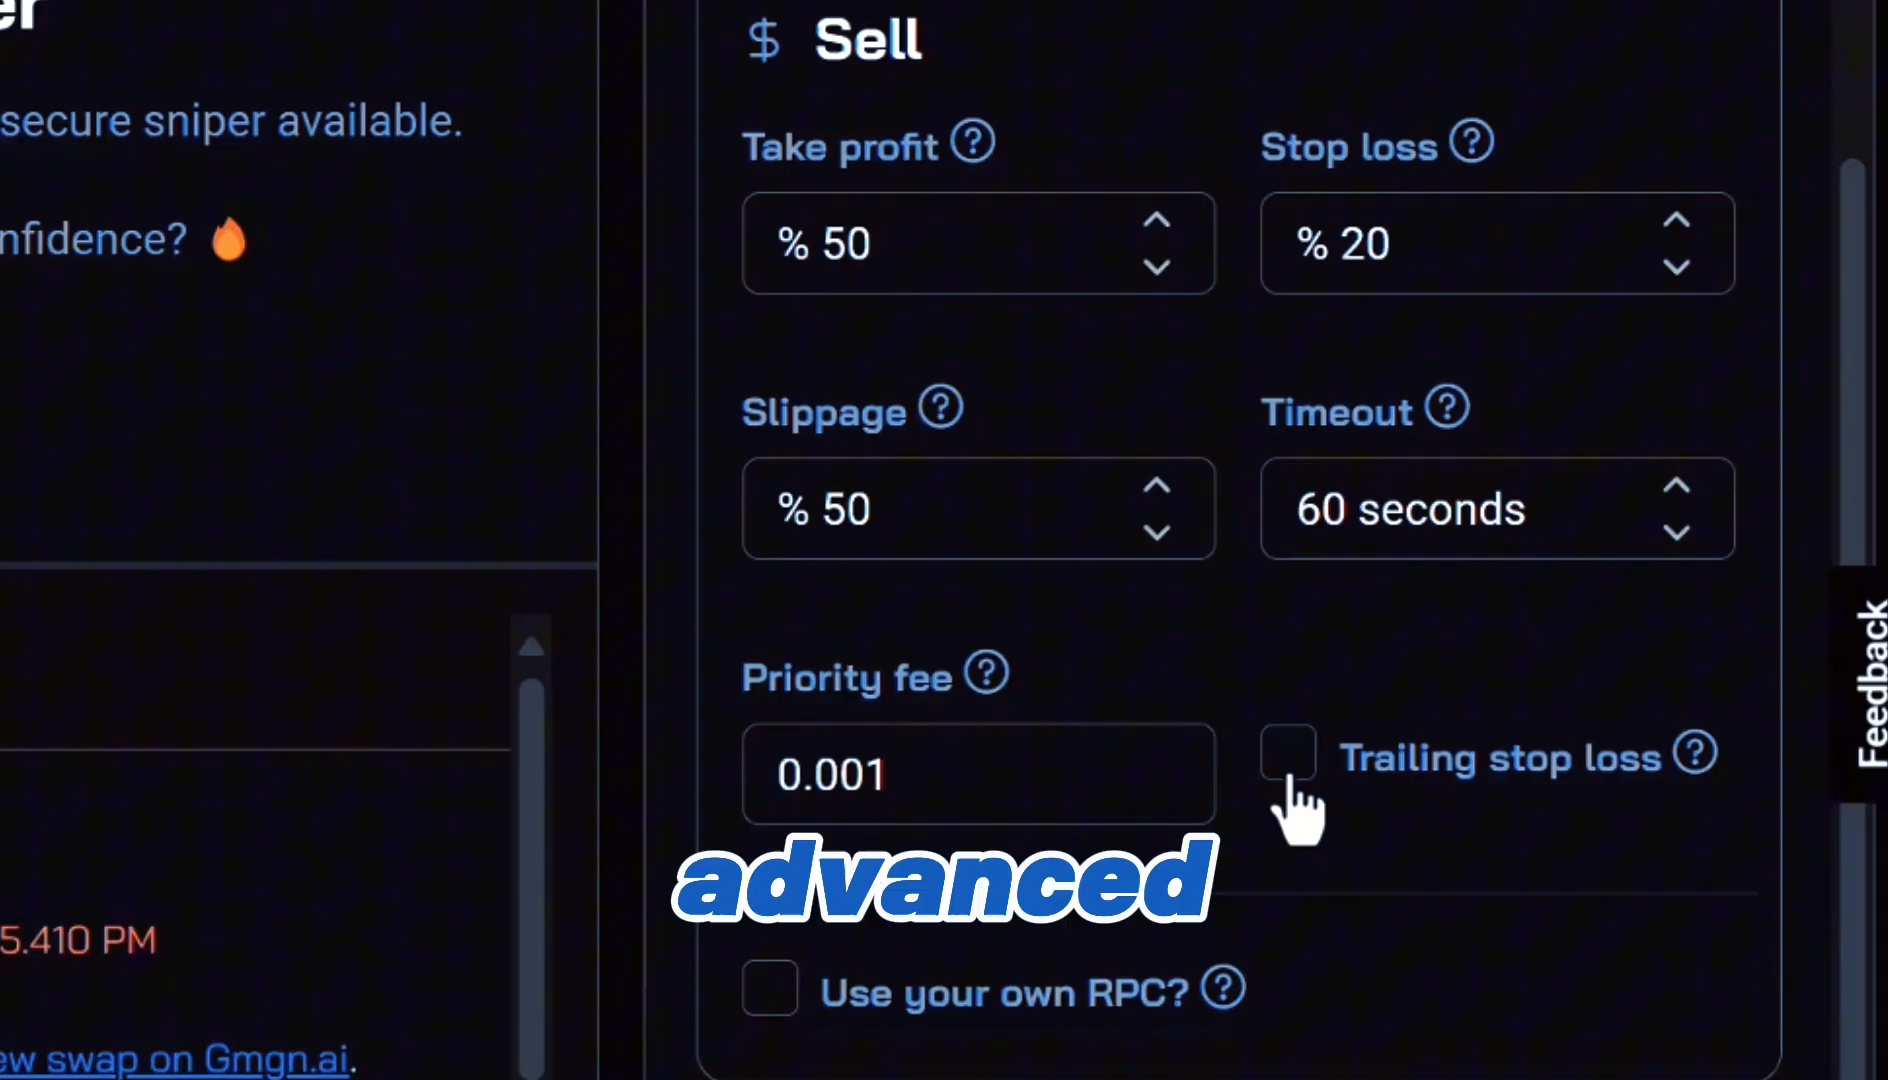 er
secure sniper available.
nfidence? 🔥
$ Sell
Take profit ?
Stop loss ?
% 50
% 20
Slippage ?
Timeout ?
% 50
60 seconds
Priority fee ?
0.001
Trailing stop loss ?
advanced
Use your own RPC? ?
5.410 PM
ew swap on Gmgn.ai.
Feedback